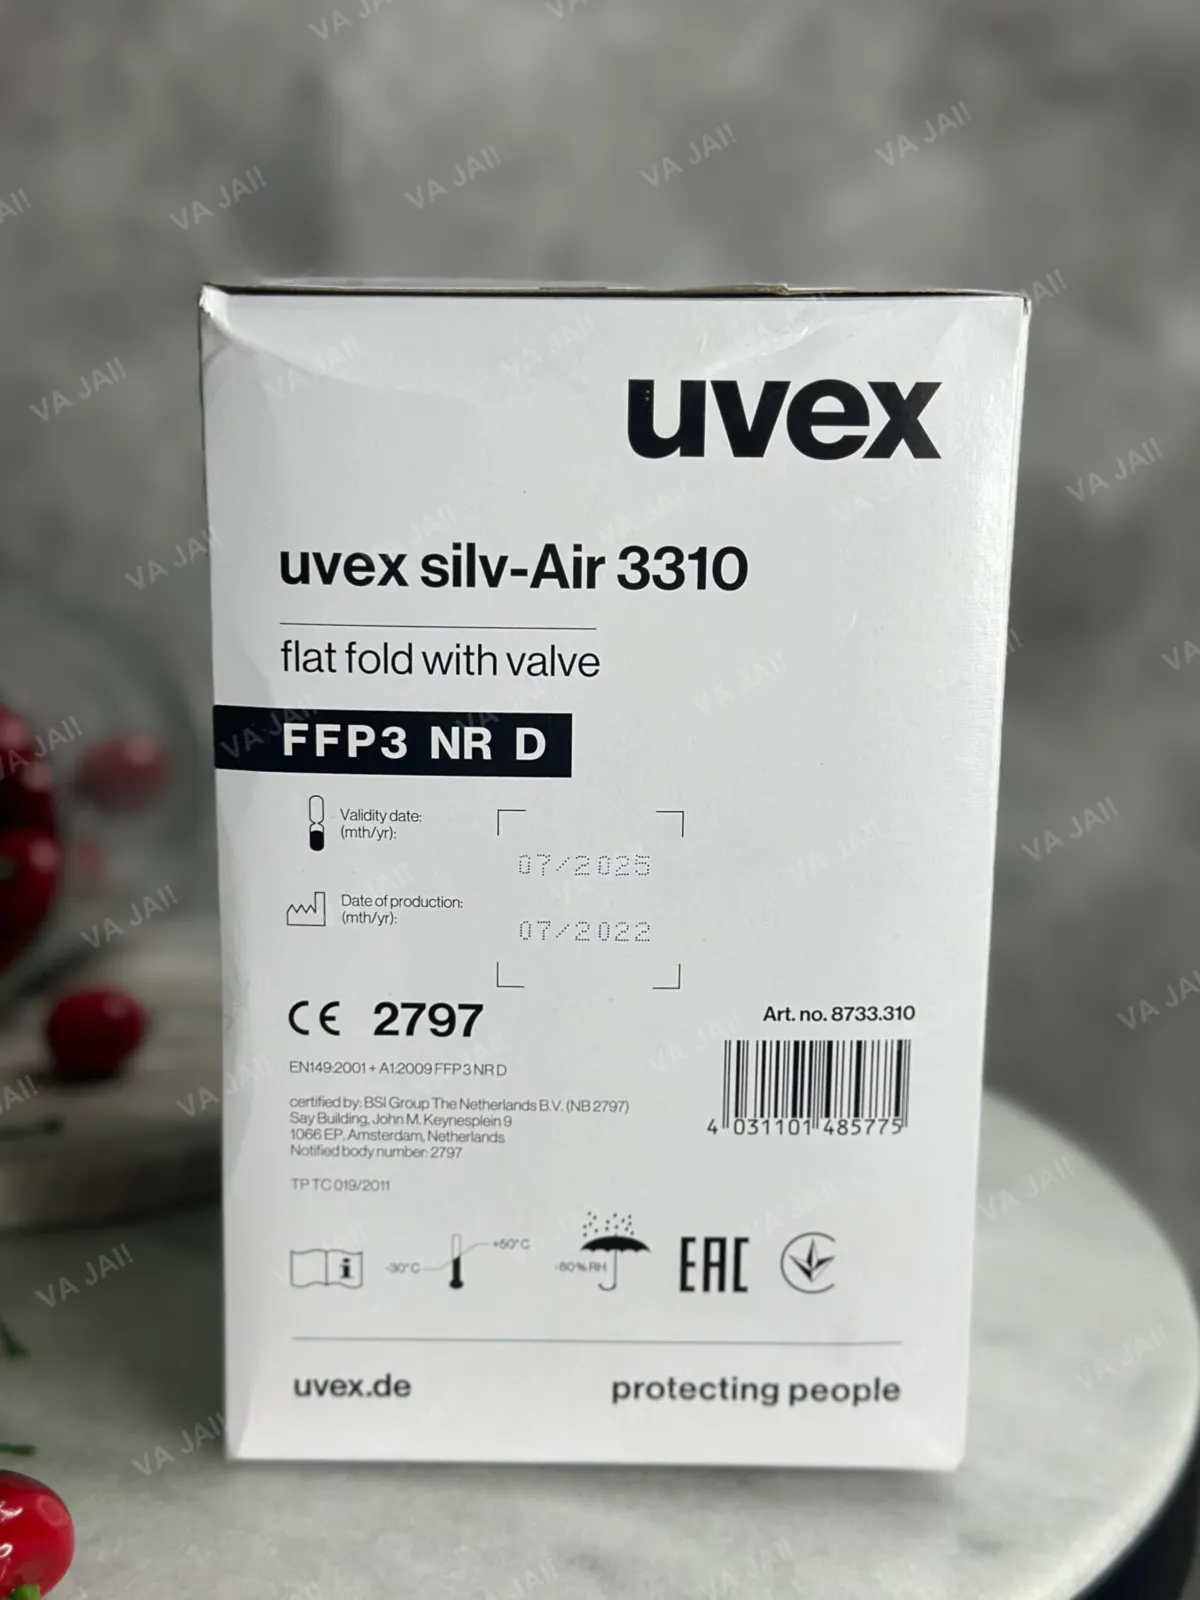 uvex
uvex silv-Air 3310
flat fold with valve
FFP3 NR D
Validity date:
(mth/yr):
07/2025
Date of production:
(mth/yr):
07/2022
CE 2797
Art. no. 8733.310
EN149:2001 + A1:2009 FFP3 NR D
4 031101 485775
certified by: BSI Group The Netherlands B.V. (NB 2797)
Say Building, John M. Keynesplein 9
1066 EP, Amsterdam, Netherlands
Notified body number: 2797
TP TC 019/2011
i
-30°C
+50°C
-80% RH
EAC
uvex.de
protecting people
VA JAI!